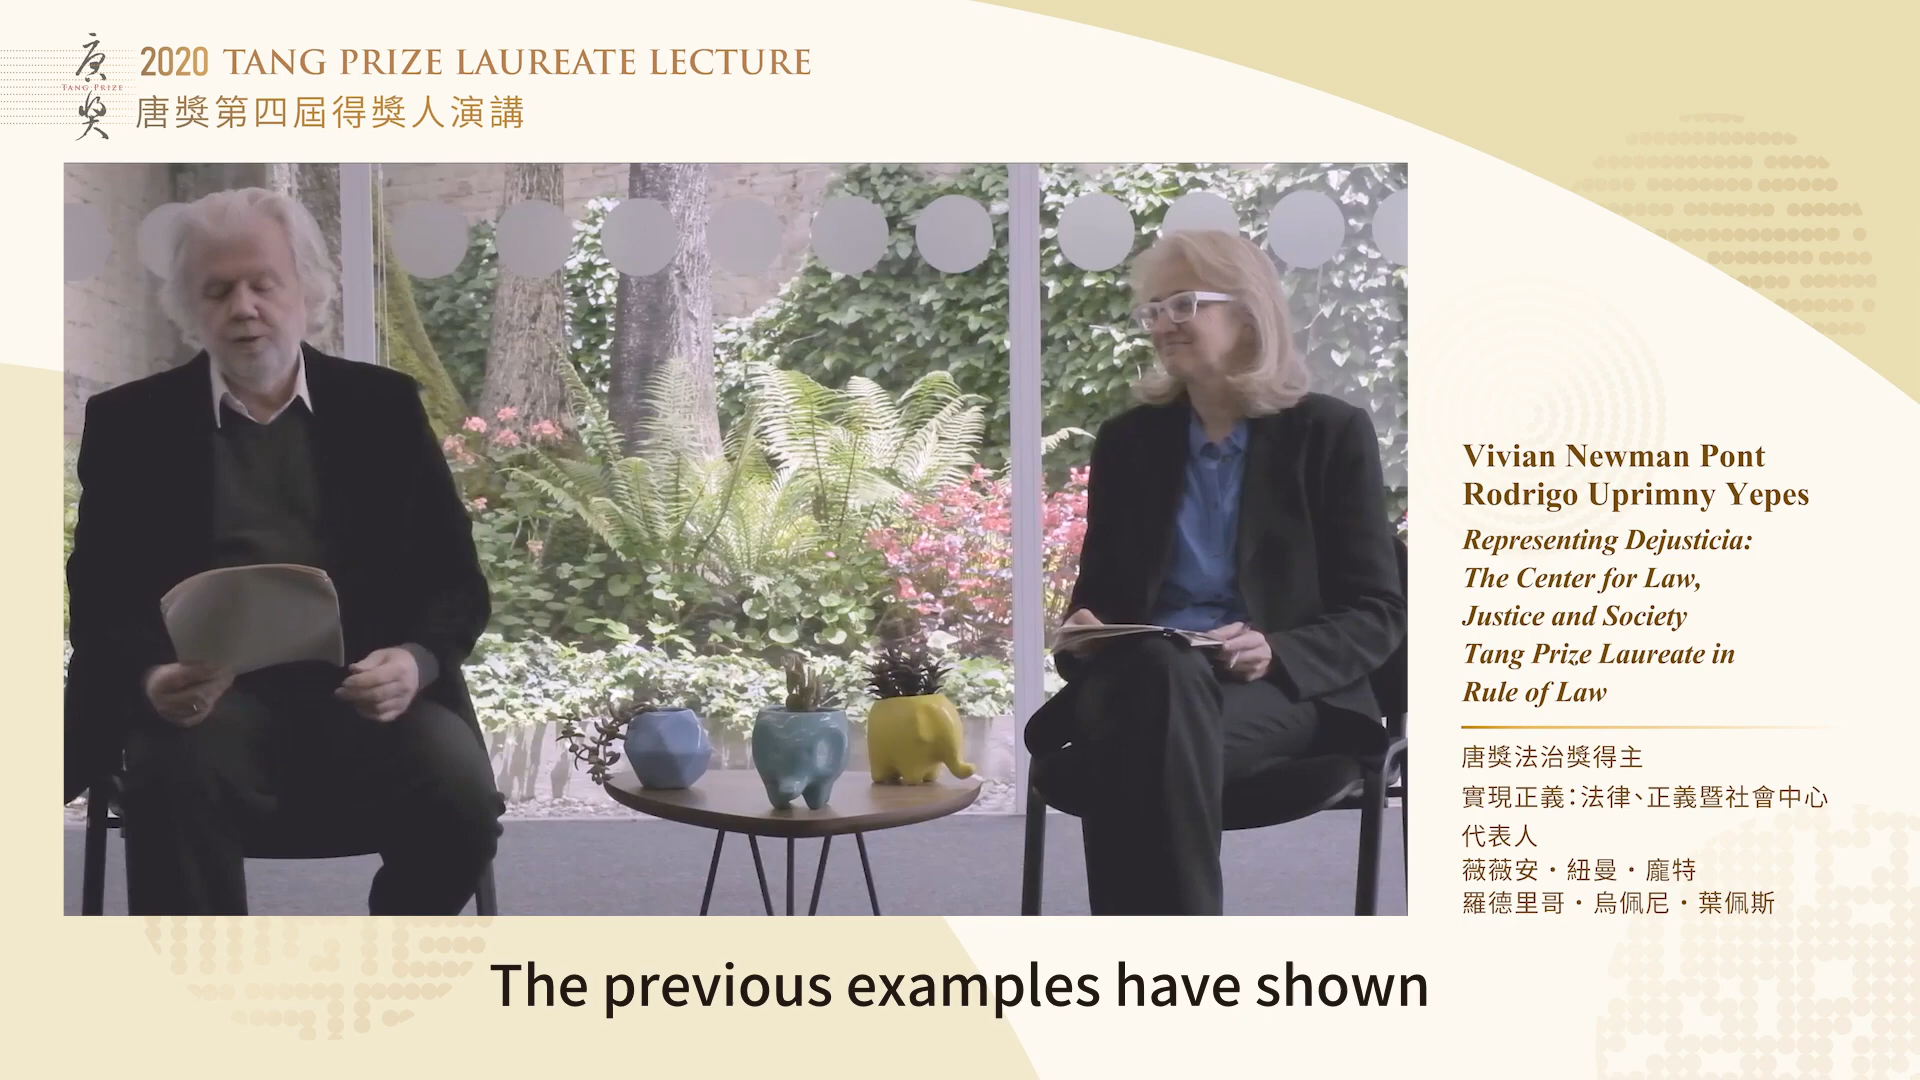 唐
TANG PRIZE
獎
2020 TANG PRIZE LAUREATE LECTURE
唐獎第四屆得獎人演講
Vivian Newman Pont
Rodrigo Uprimny Yepes
Representing Dejusticia:
The Center for Law,
Justice and Society
Tang Prize Laureate in
Rule of Law
唐獎法治獎得主
實現正義：法律、正義暨社會中心
代表人
薇薇安・紐曼・龐特
羅德里哥・烏佩尼・葉佩斯
The previous examples have shown